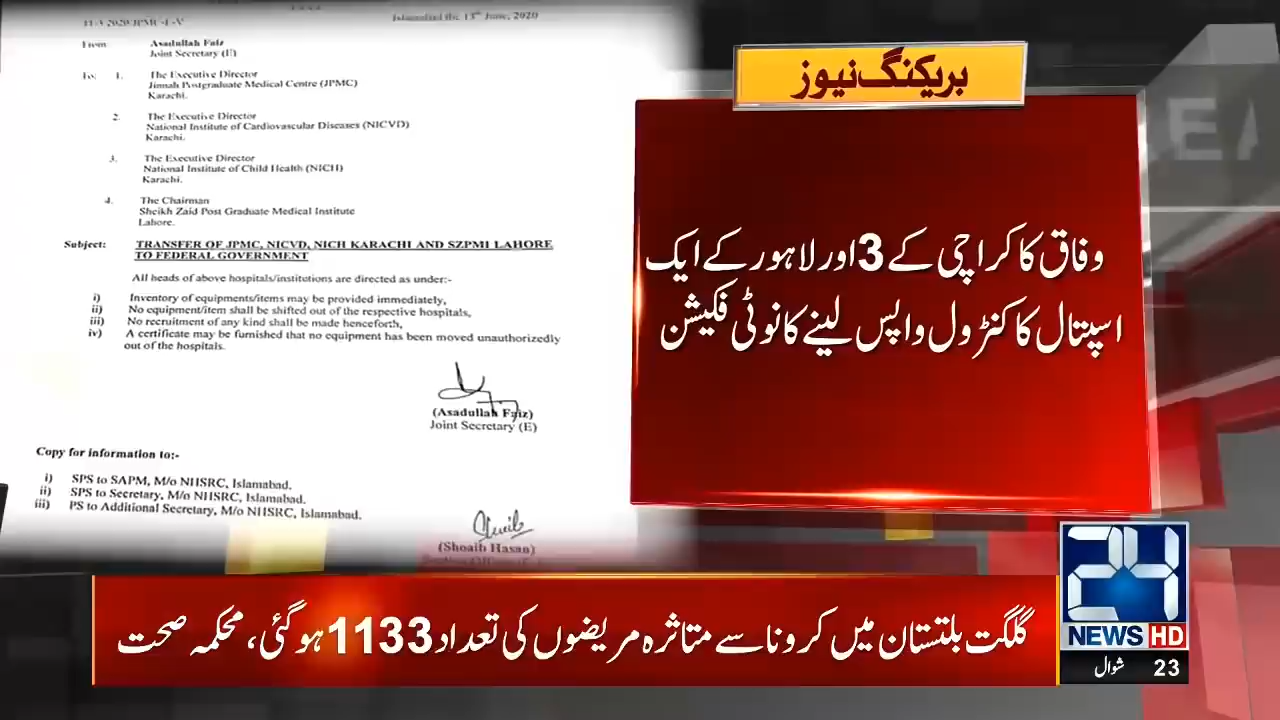 11-3/2020 JPMC-I-V
Islamabad the 13th June, 2020
From: Asadullah Faiz
Joint Secretary (E)
To: 1. The Executive Director
Jinnah Postgraduate Medical Centre (JPMC)
Karachi.
2. The Executive Director
National Institute of Cardiovascular Diseases (NICVD)
Karachi.
3. The Executive Director
National Institute of Child Health (NICH)
Karachi.
4. The Chairman
Sheikh Zaid Post Graduate Medical Institute
Lahore.
Subject: TRANSFER OF JPMC, NICVD, NICH KARACHI AND SZPMI LAHORE
TO FEDERAL GOVERNMENT
All heads of above hospitals/institutions are directed as under:-
i) Inventory of equipments/items may be provided immediately,
ii) No equipment/item shall be shifted out of the respective hospitals,
iii) No recruitment of any kind shall be made henceforth,
iv) A certificate may be furnished that no equipment has been moved unauthorizedly
out of the hospitals.
(Asadullah Faiz)
Joint Secretary (E)
Copy for information to:-
i) SPS to SAPM, M/o NHSRC, Islamabad.
ii) SPS to Secretary, M/o NHSRC, Islamabad.
iii) PS to Additional Secretary, M/o NHSRC, Islamabad.
(Shoaib Hasan)
بریکنگ نیوز
وفاق کا کراچی کے 3 اور لاہور کے ایک
اسپتال کا کنٹرول واپس لینے کا نوٹی فکیشن
گلگت بلتستان میں کرونا سے متاثرہ مریضوں کی تعداد 1133 ہوگئی، محکمہ صحت
24
NEWS HD
23 شوال